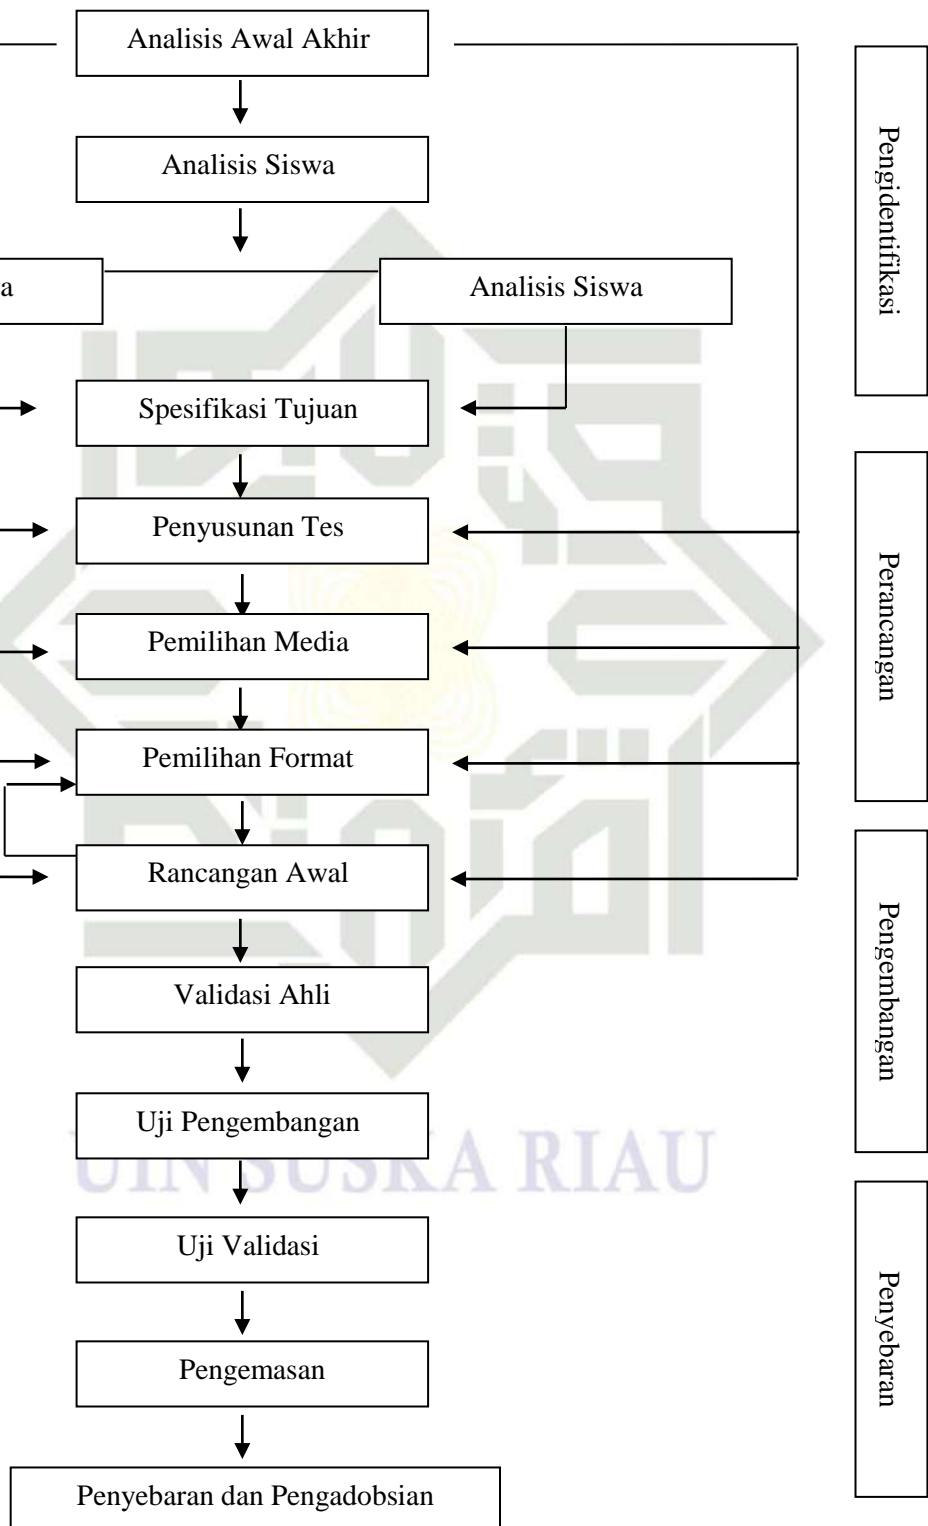 Analisis Awal Akhir
Analisis Siswa
a
Analisis Siswa
Spesifikasi Tujuan
Penyusunan Tes
Pemilihan Media
Pemilihan Format
Rancangan Awal
Validasi Ahli
Uji Pengembangan
UIN SUSKA RIAU
Uji Validasi
Pengemasan
Penyebaran dan Pengadobsian
Pengidentifikasi
Perancangan
Pengembangan
Penyebaran